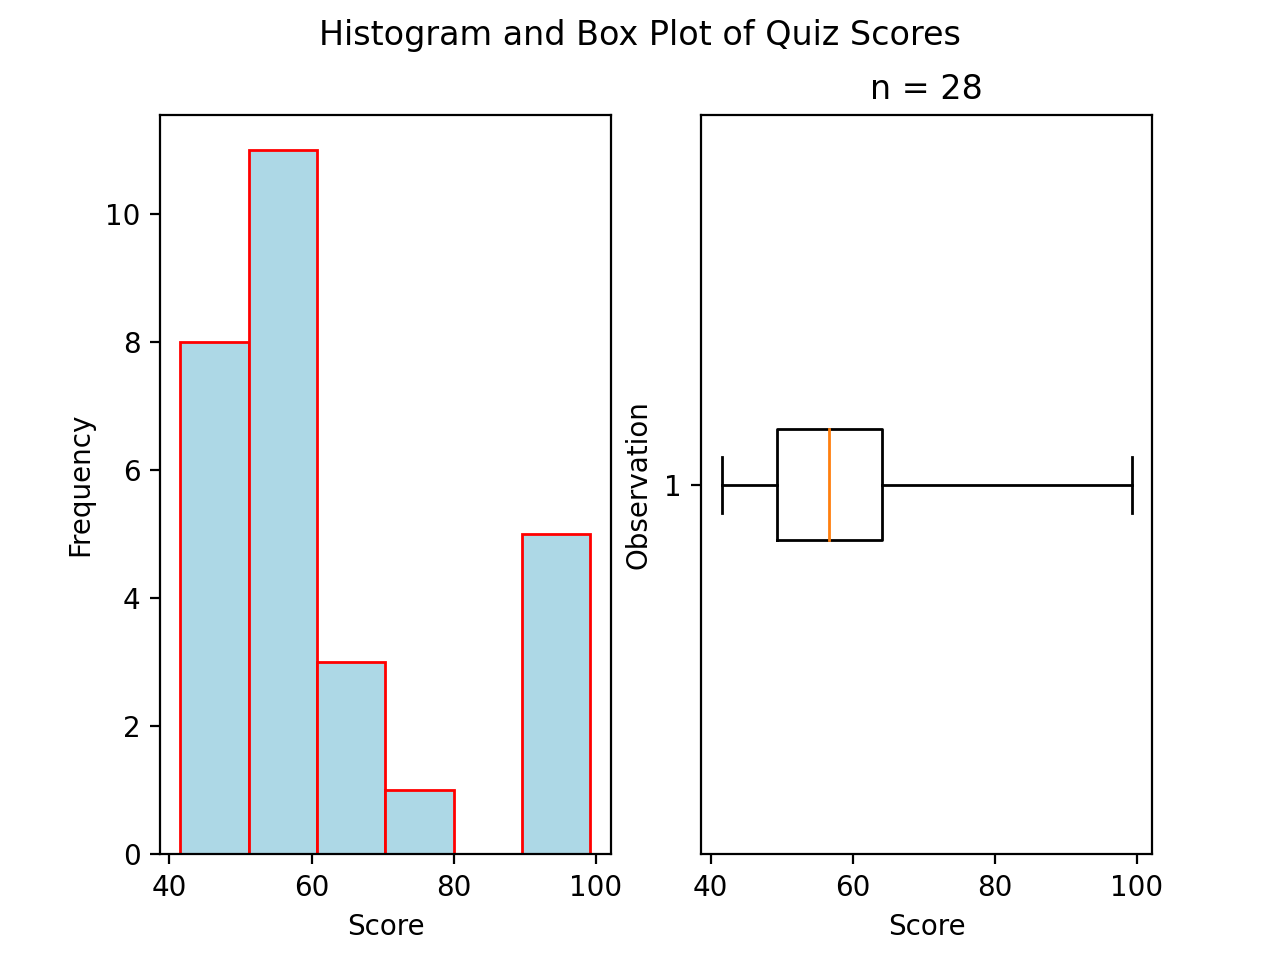 Histogram and Box Plot of Quiz Scores
10
8
6
4
2
0
Frequency
40 60 80 100
Score
n = 28
Observation
1
40 60 80 100
Score